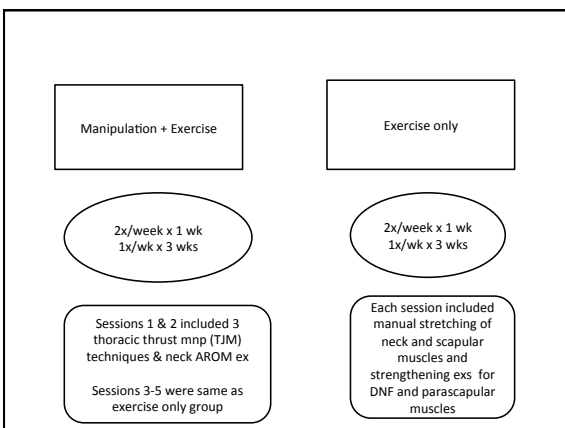 Manipulation + Exercise
Exercise only
2x/week x 1 wk
1x/wk x 3 wks
2x/week x 1 wk
1x/wk x 3 wks
Sessions 1 & 2 included 3
thoracic thrust mnp (TJM)
techniques & neck AROM ex
Sessions 3-5 were same as
exercise only group
Each session included
manual stretching of
neck and scapular
muscles and
strengthening exs for
DNF and parascapular
muscles